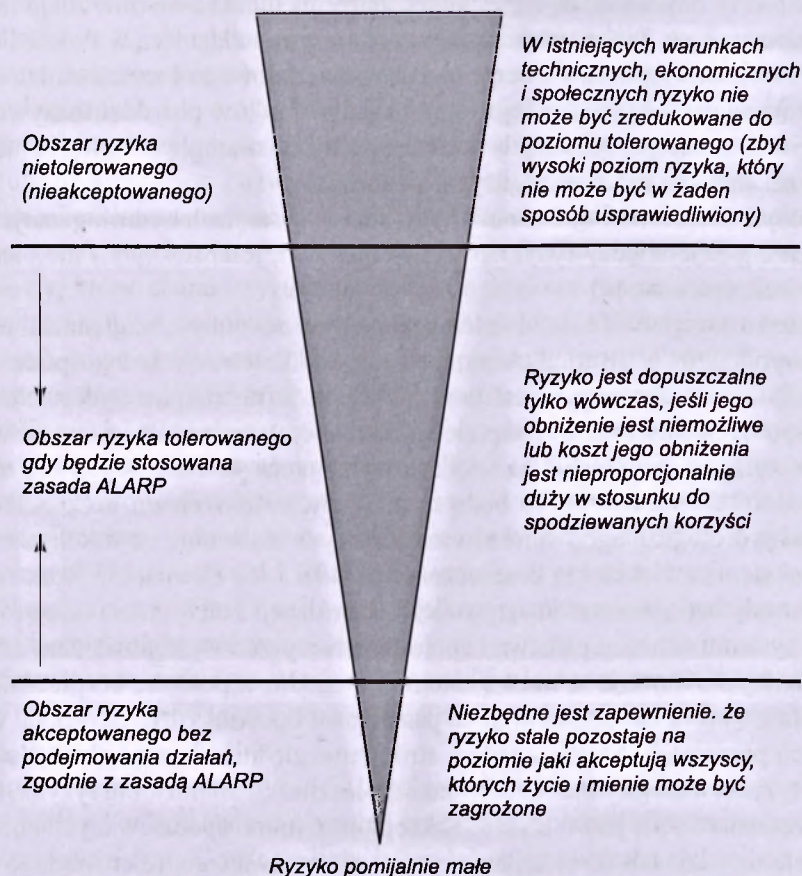 W istniejących warunkach
technicznych, ekonomicznych
i społecznych ryzyko nie
może być zredukowane do
poziomu tolerowanego (zbyt
wysoki poziom ryzyka, który
nie może być w żaden
sposób usprawiedliwiony)
Obszar ryzyka
nietolerowanego
(nieakceptowanego)
Ryzyko jest dopuszczalne
tylko wówczas, jeśli jego
obniżenie jest niemożliwe
lub koszt jego obniżenia
jest nieproporcjonalnie
duży w stosunku do
spodziewanych korzyści
Obszar ryzyka tolerowanego
gdy będzie stosowana
zasada ALARP
Obszar ryzyka
akceptowanego bez
podejmowania działań,
zgodnie z zasadą ALARP
Niezbędne jest zapewnienie, że
ryzyko stale pozostaje na
poziomie jaki akceptują wszyscy,
których życie i mienie może być
zagrożone
Ryzyko pomijalnie małe